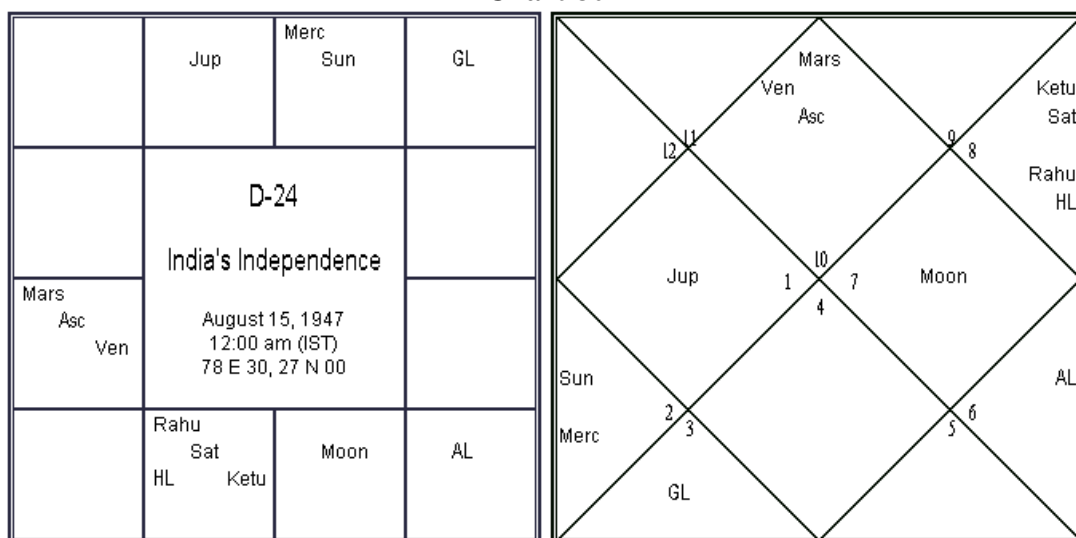 Jup
Merc
Sun
GL
D-24
India's Independence
August 15, 1947
12:00 am (IST)
78 E 30, 27 N 00
Mars
Asc
Ven
Rahu
Sat
HL Ketu
Moon
AL
Mars
Ven
Asc
Ketu
Sat
11
9
12
8
Rahu
HL
10
Jup
1 7
Moon
4
Sun
AL
2
6
3
5
Merc
GL